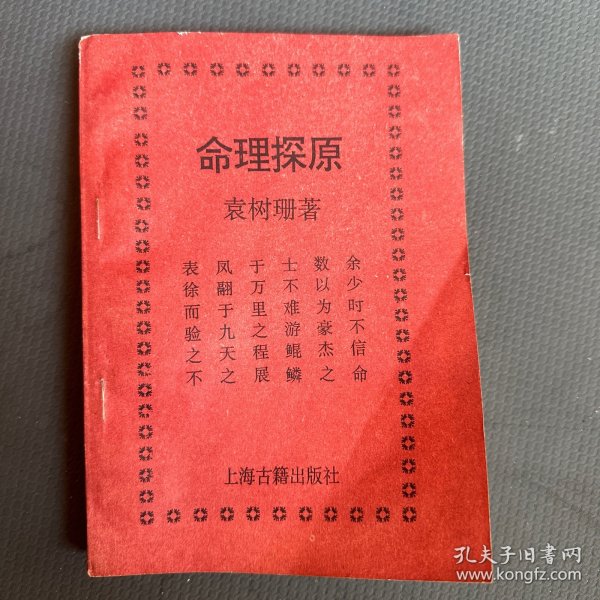 命理探原
袁树珊著
余少时不信命
数以为豪杰之
士不难游鲲鳞
于万里之程展
凤翮于九天之
表徐而验之不
上海古籍出版社
孔夫子旧书网
www.kongfz.com